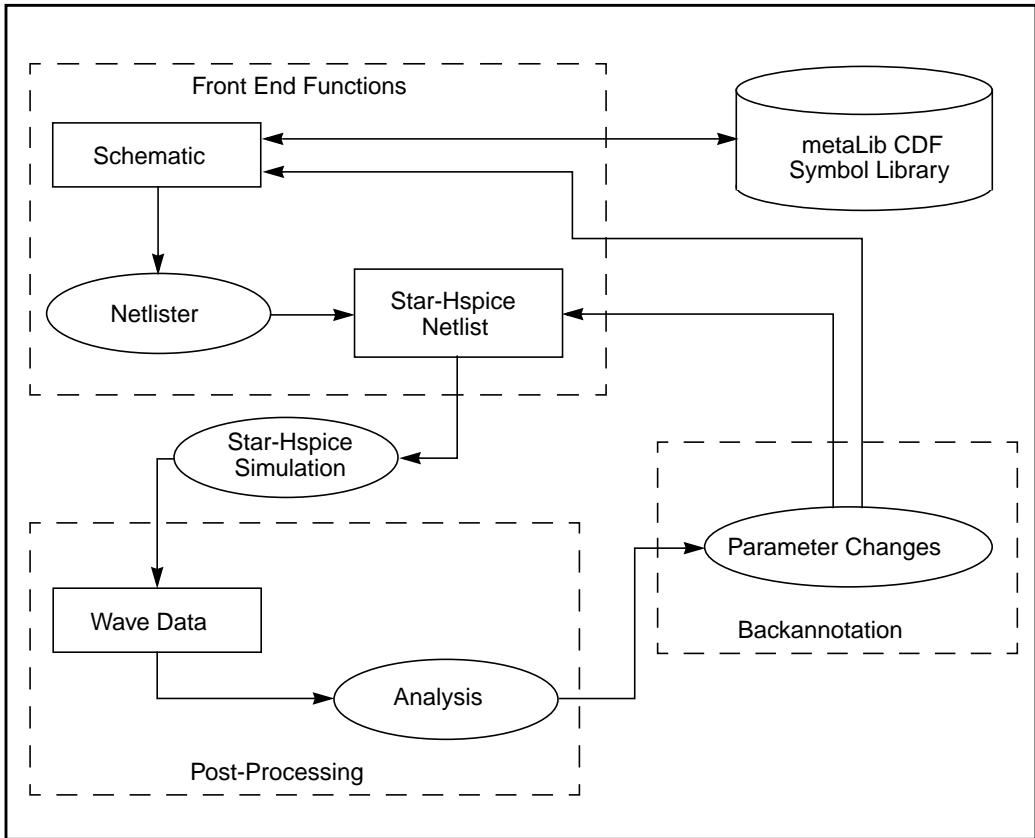 Front End Functions
Schematic
metaLib CDF
Symbol Library
Netlister
Star-Hspice
Netlist
Star-Hspice
Simulation
Parameter Changes
Backannotation
Wave Data
Analysis
Post-Processing